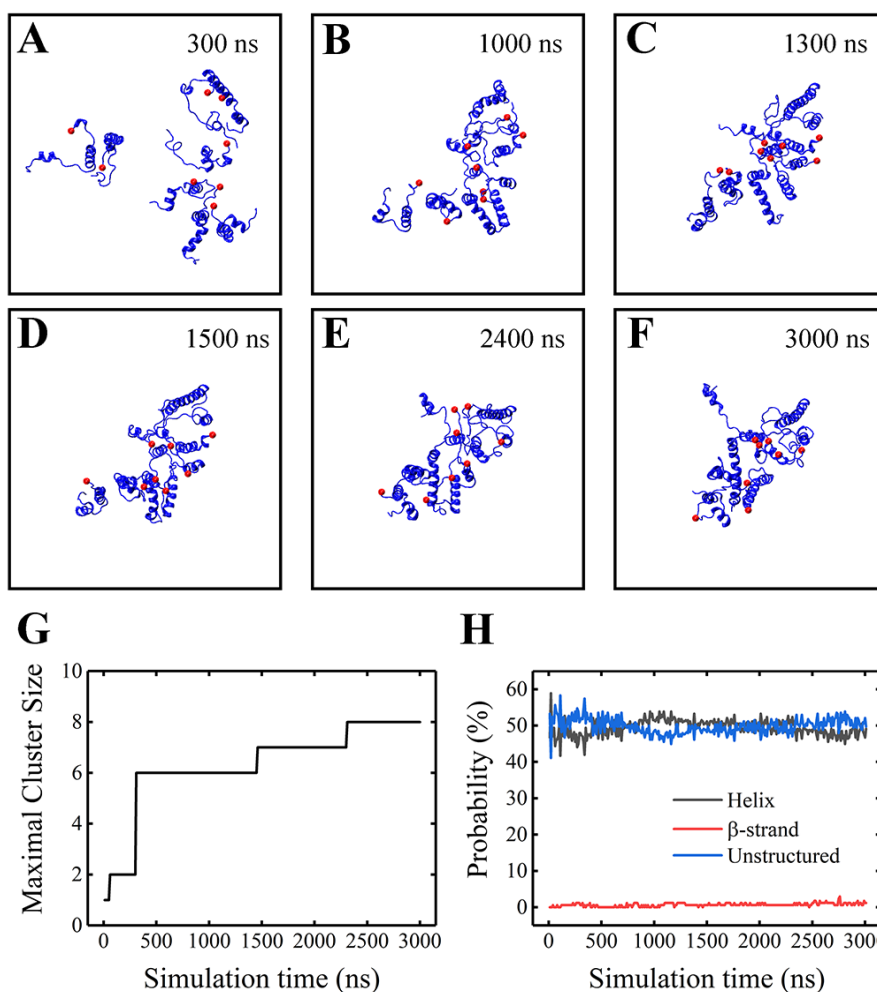 A 300 ns
B 1000 ns
C 1300 ns
D 1500 ns
E 2400 ns
F 3000 ns
G
Maximal Cluster Size
10
8
6
4
2
0
0 500 1000 1500 2000 2500 3000
Simulation time (ns)
H
Probability (%)
60
50
40
30
20
10
0
Helix
β-strand
Unstructured
0 500 1000 1500 2000 2500 3000
Simulation time (ns)